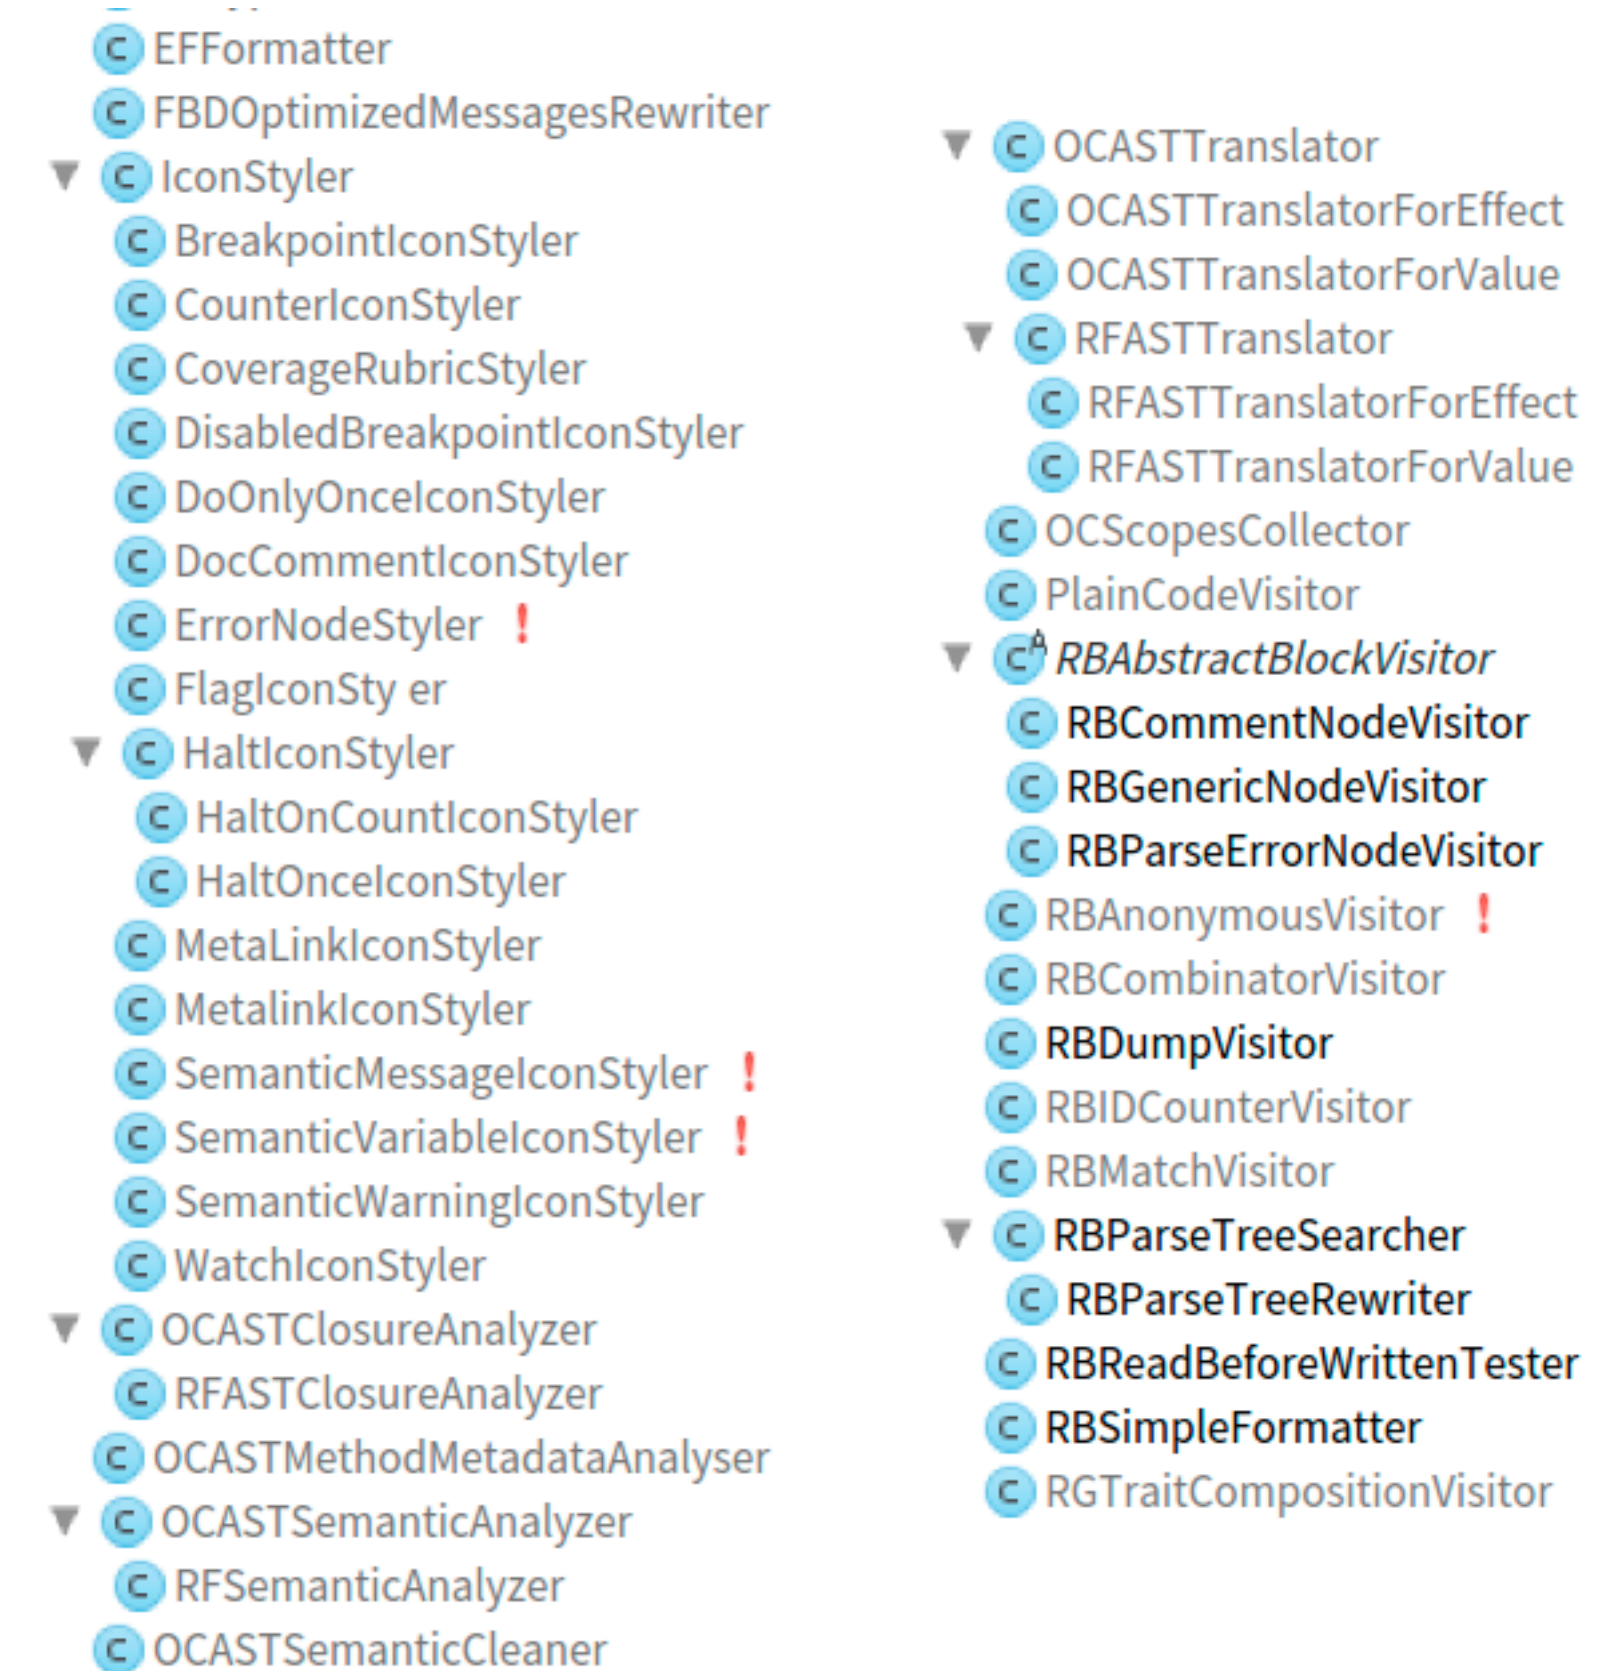 EFFormatter
FBDOptimizedMessagesRewriter
IconStyler
BreakpointIconStyler
CounterIconStyler
CoverageRubricStyler
DisabledBreakpointIconStyler
DoOnlyOnceIconStyler
DocCommentIconStyler
ErrorNodeStyler !
FlagIconSty er
HaltIconStyler
HaltOnCountIconStyler
HaltOnceIconStyler
MetaLinkIconStyler
MetalinkIconStyler
SemanticMessageIconStyler !
SemanticVariableIconStyler !
SemanticWarningIconStyler
WatchIconStyler
OCASTClosureAnalyzer
RFASTClosureAnalyzer
OCASTMethodMetadataAnalyser
OCASTSemanticAnalyzer
RFSemanticAnalyzer
OCASTSemanticCleaner
OCASTTranslator
OCASTTranslatorForEffect
OCASTTranslatorForValue
RFASTTranslator
RFASTTranslatorForEffect
RFASTTranslatorForValue
OCScopesCollector
PlainCodeVisitor
RBAbstractBlockVisitor
RBCommentNodeVisitor
RBGenericNodeVisitor
RBParseErrorNodeVisitor
RBAnonymousVisitor !
RBCombinatorVisitor
RBDumpVisitor
RBIDCounterVisitor
RBMatchVisitor
RBParseTreeSearcher
RBParseTreeRewriter
RBReadBeforeWrittenTester
RBSimpleFormatter
RGTraitCompositionVisitor